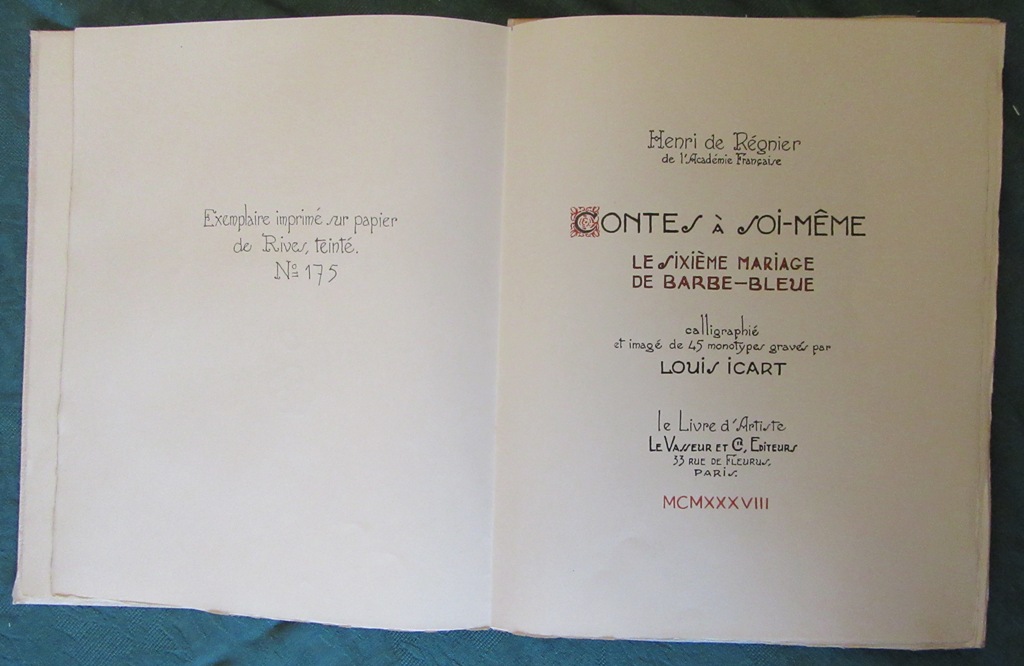 Exemplaire imprimé sur papier
de Rives, teinté.
Nº 175
Henri de Régnier
de l'Académie Française
CONTES À SOI-MÊME
LE SIXIÈME MARIAGE
DE BARBE-BLEUE
calligraphié
et imagé de 45 monotypes gravés par
LOUIS ICART
le Livre d'Artiste
LE VASSEUR ET Cie, EDITEURS
33 RUE DE FLEURUS,
PARIS.
MCMXXXVIII